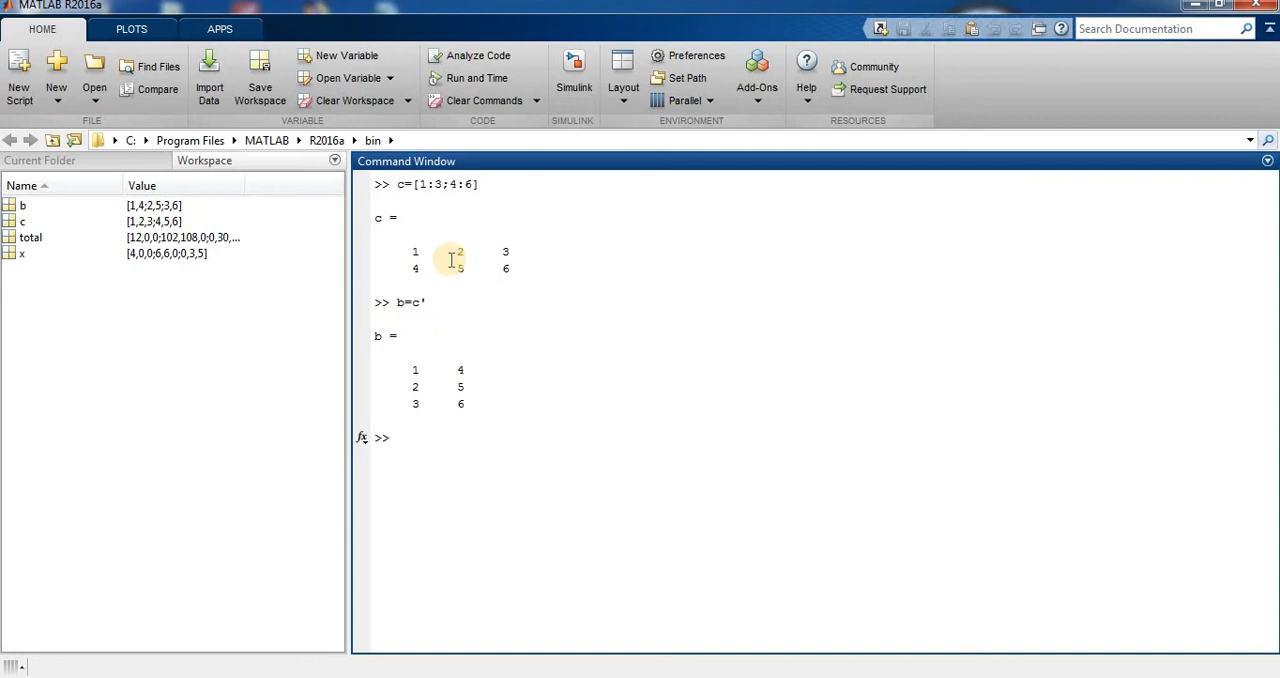 MATLAB R2016a
HOME PLOTS APPS Search Documentation
New Script
New
Open
Find Files
Compare
Import Data
Save Workspace
New Variable
Open Variable
Clear Workspace
Analyze Code
Run and Time
Clear Commands
Simulink
Layout
Preferences
Set Path
Parallel
Add-Ons
Help
Community
Request Support
FILE VARIABLE CODE SIMULINK ENVIRONMENT RESOURCES
C: Program Files MATLAB R2016a bin
Current Folder Workspace
Name Value
b [1,4;2,5;3,6]
c [1,2,3;4,5,6]
total [12,0,0;102,108,0;0,30,...
x [4,0,0;6,6,0;0,3,5]
Command Window
>> c=[1:3;4:6]
c =
1 2 3
4 5 6
>> b=c'
b =
1 4
2 5
3 6
fx >>